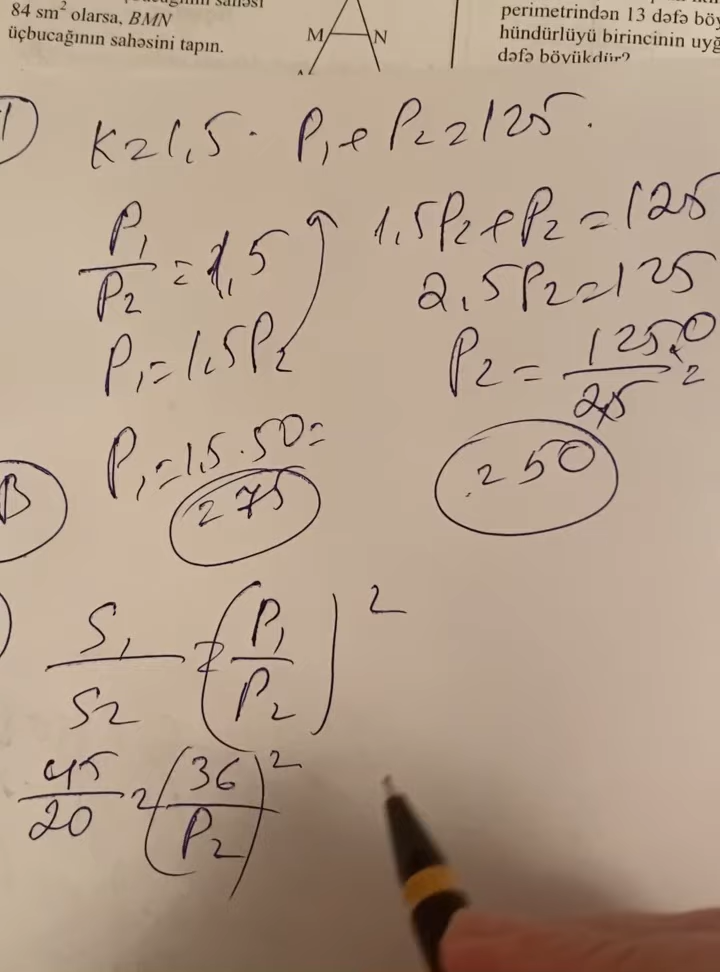 84 sm² olarsa, BMN
üçbucağının sahəsini tapın.
M N
perimetrindən 13 dəfə
hündürlüyü birincinin
dəfə böyükdür?
1
K=1,5. P₁+P₂=125.
P₁/P₂=1,5
1,5P₂+P₂=125
2,5P₂=125
P₁=1,5P₂
P₂=1250/25
P₁=1,5.50=
=75
=50
B
S₁/S₂=(P₁/P₂)²
45/20=(36/P₂)²